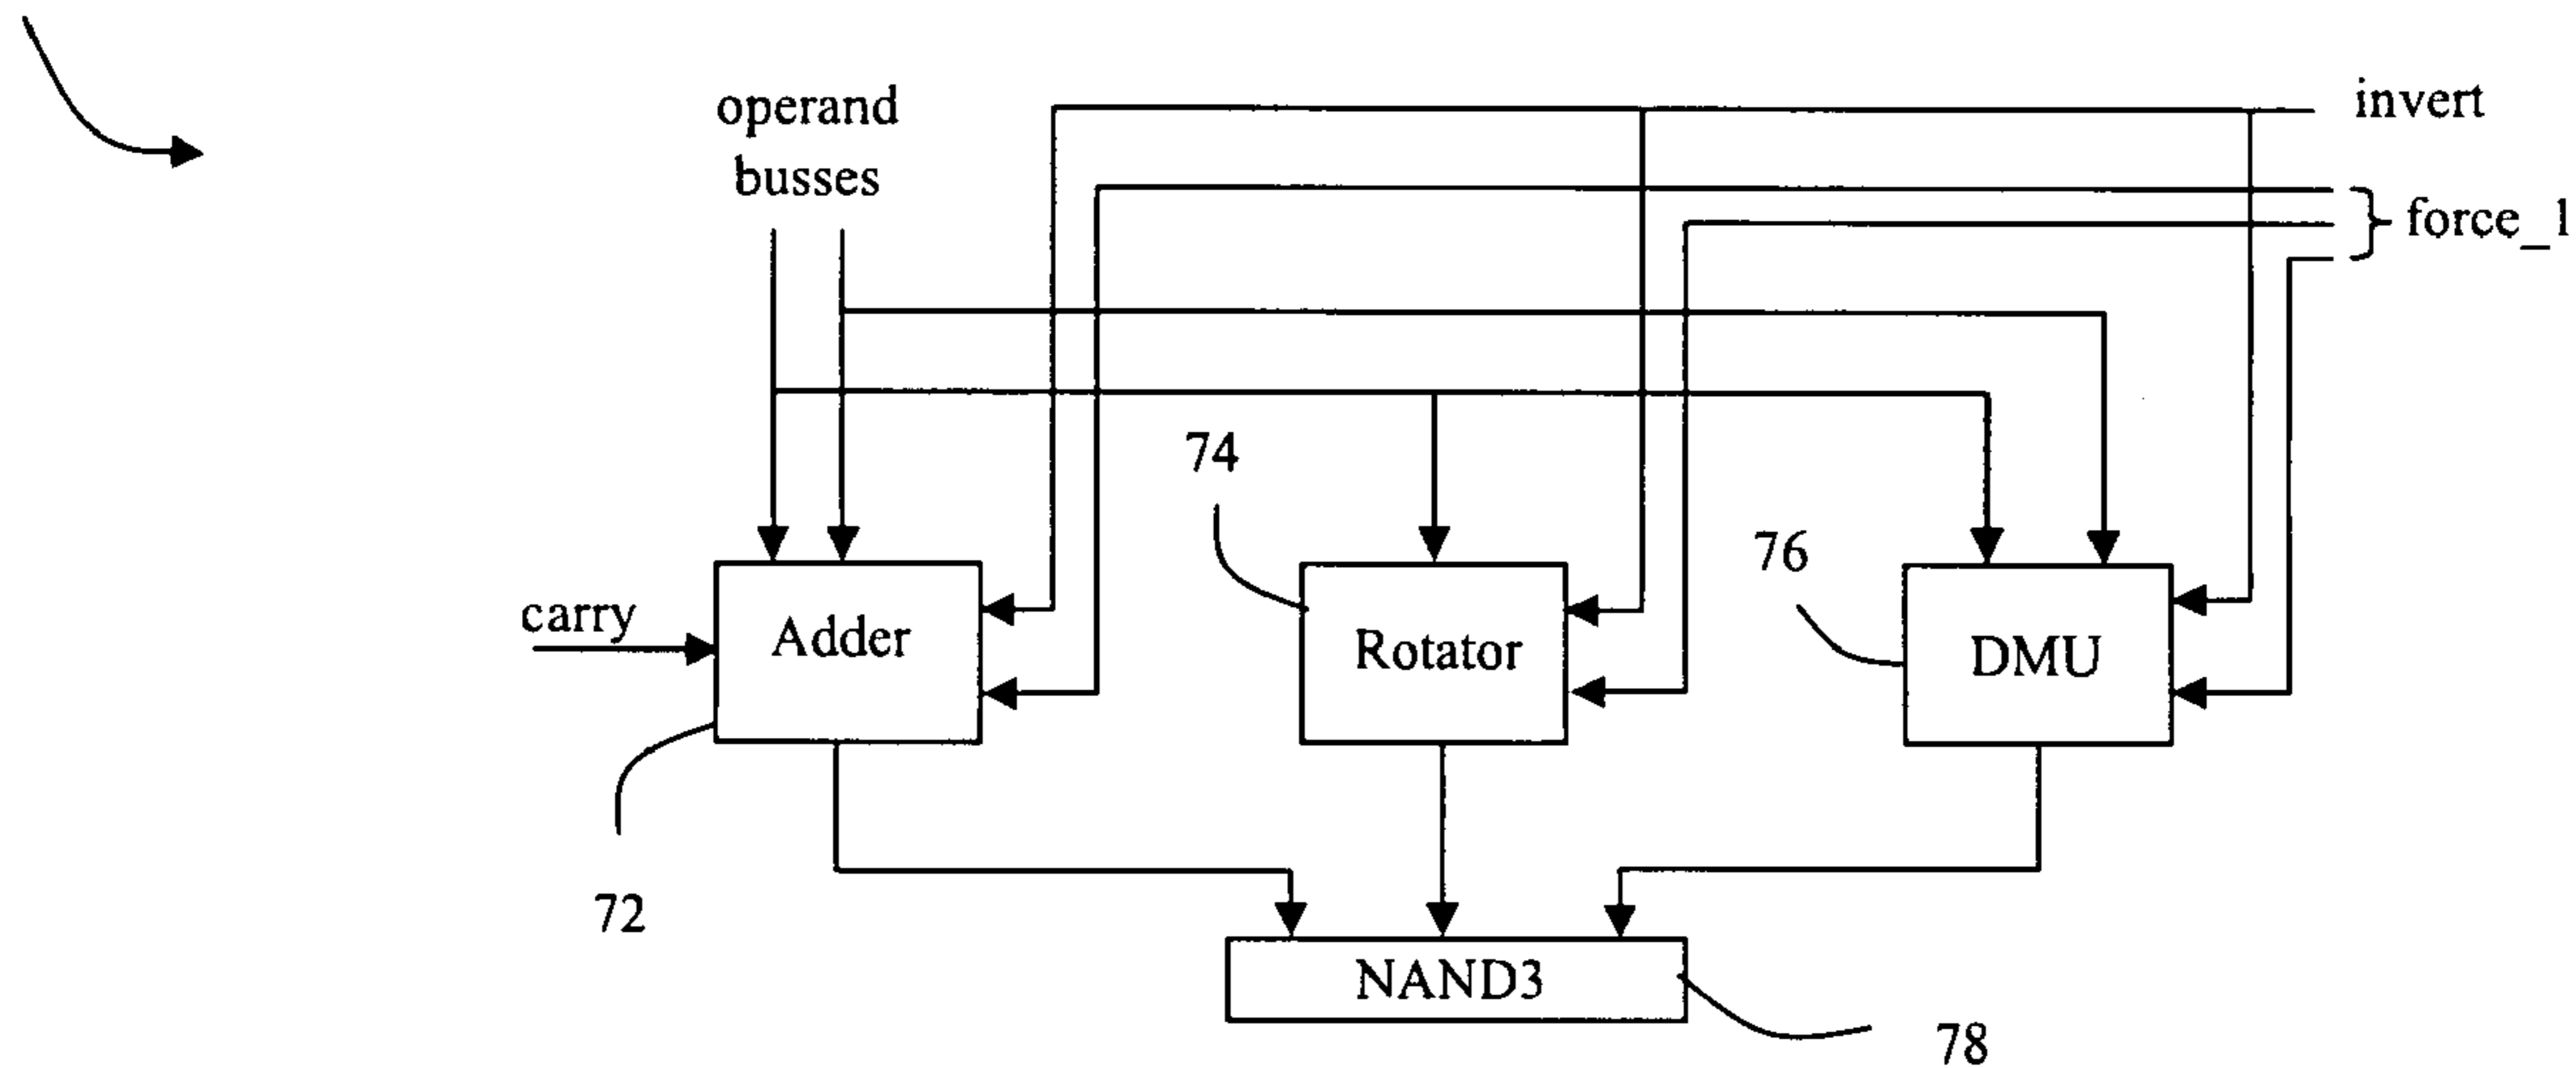 operand
busses
invert
force_1
74
76
carry
Adder
Rotator
DMU
72
NAND3
78